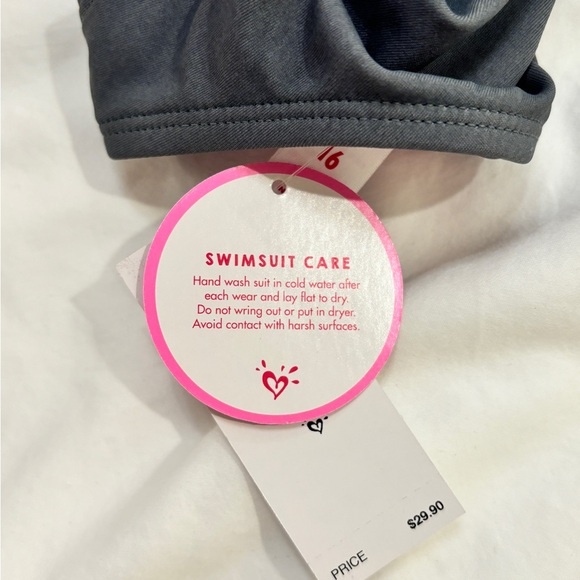 16
SWIMSUIT CARE
Hand wash suit in cold water after
each wear and lay flat to dry.
Do not wring out or put in dryer.
Avoid contact with harsh surfaces.
$29.90
PRICE